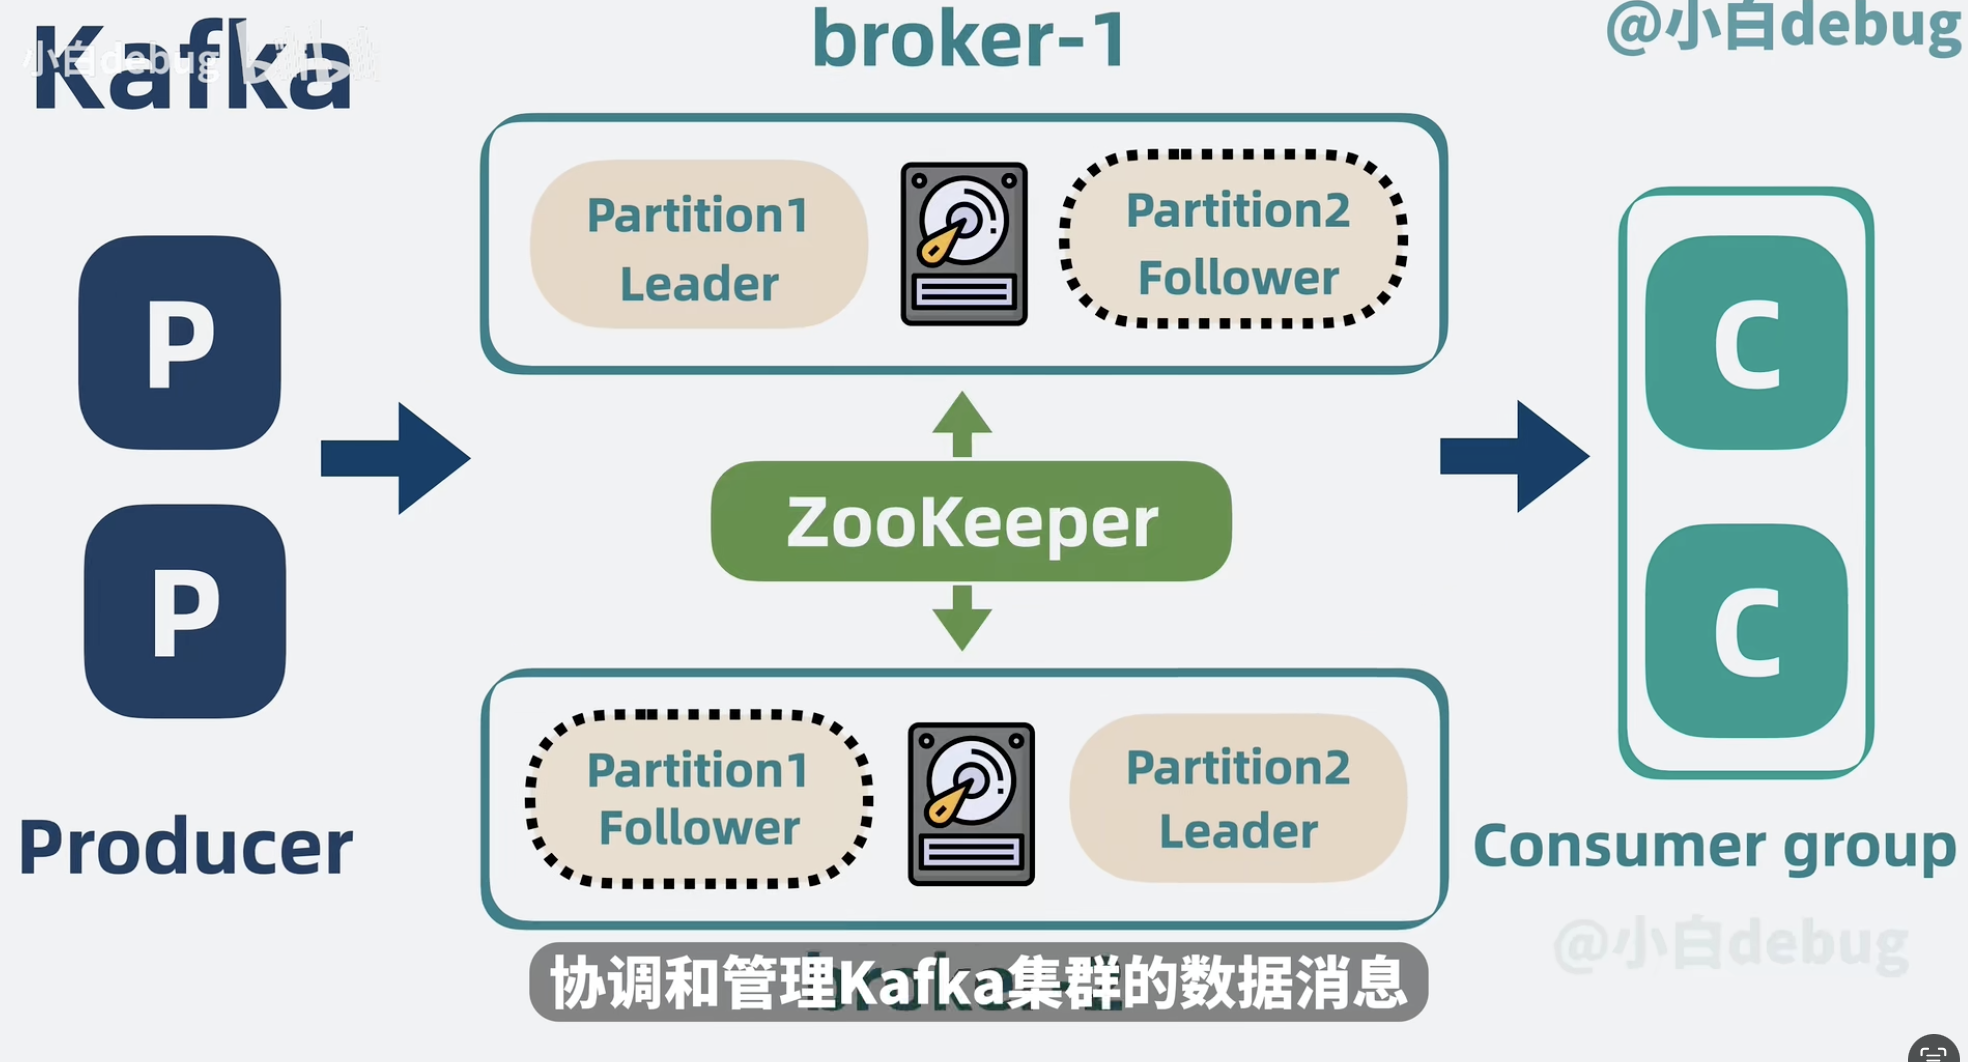 Kafka
小白debug
broker-1
@小白debug
Partition1
Leader
Partition2
Follower
P
P
Producer
ZooKeeper
C
C
Consumer group
Partition1
Follower
Partition2
Leader
@小白debug
协调和管理Kafka集群的数据消息